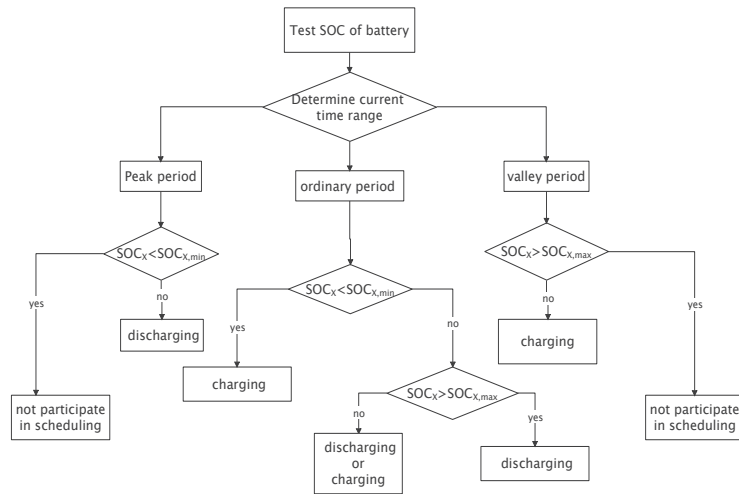 Test SOC of battery
Determine current
time range
Peak period
ordinary period
valley period
SOCX<SOCX,min
SOCX>SOCX,max
SOCX<SOCX,min
yes
no
discharging
yes
no
no
charging
yes
charging
SOCX>SOCX,max
not participate
in scheduling
no
yes
not participate
in scheduling
discharging
or
charging
discharging